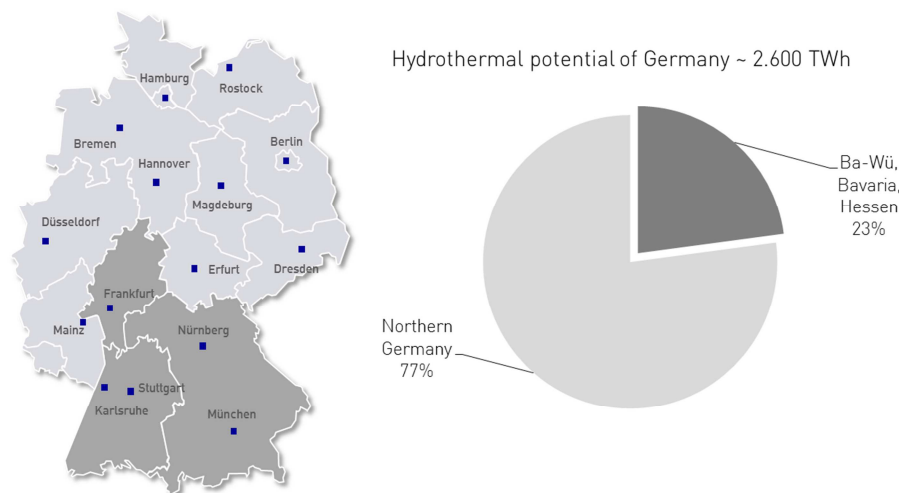 Hamburg
Rostock
Bremen
Berlin
Hannover
Magdeburg
Düsseldorf
Erfurt
Dresden
Frankfurt
Mainz
Nürnberg
Stuttgart
Karlsruhe
München
Hydrothermal potential of Germany ~ 2.600 TWh
Ba-Wü,
Bavaria,
Hessen
23%
Northern
Germany
77%